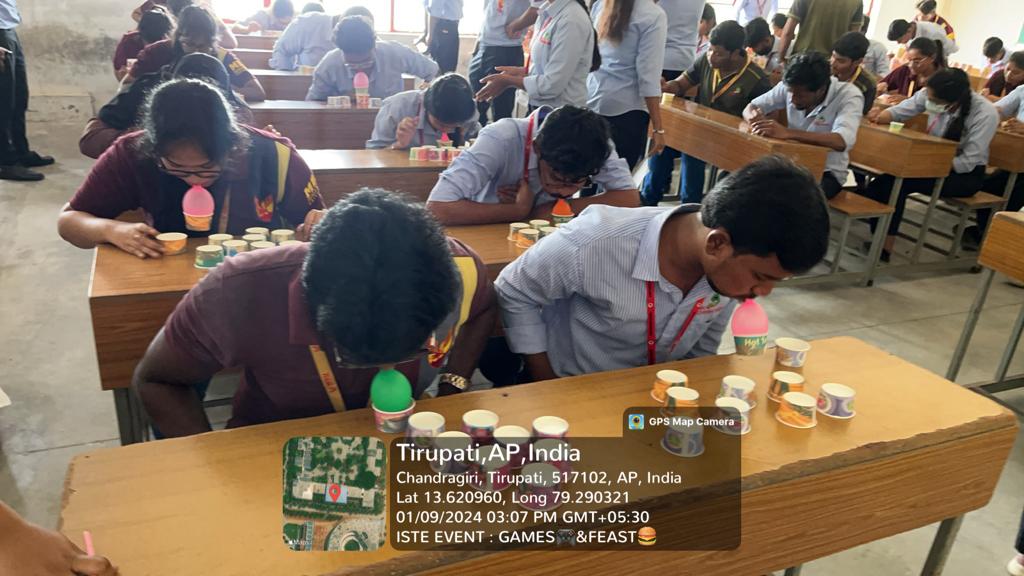 GPS Map Camera
Tirupati,AP,India
Chandragiri, Tirupati, 517102, AP, India
Lat 13.620960, Long 79.290321
01/09/2024 03:07 PM GMT+05:30
ISTE EVENT : GAMES🎮&FEAST🍔